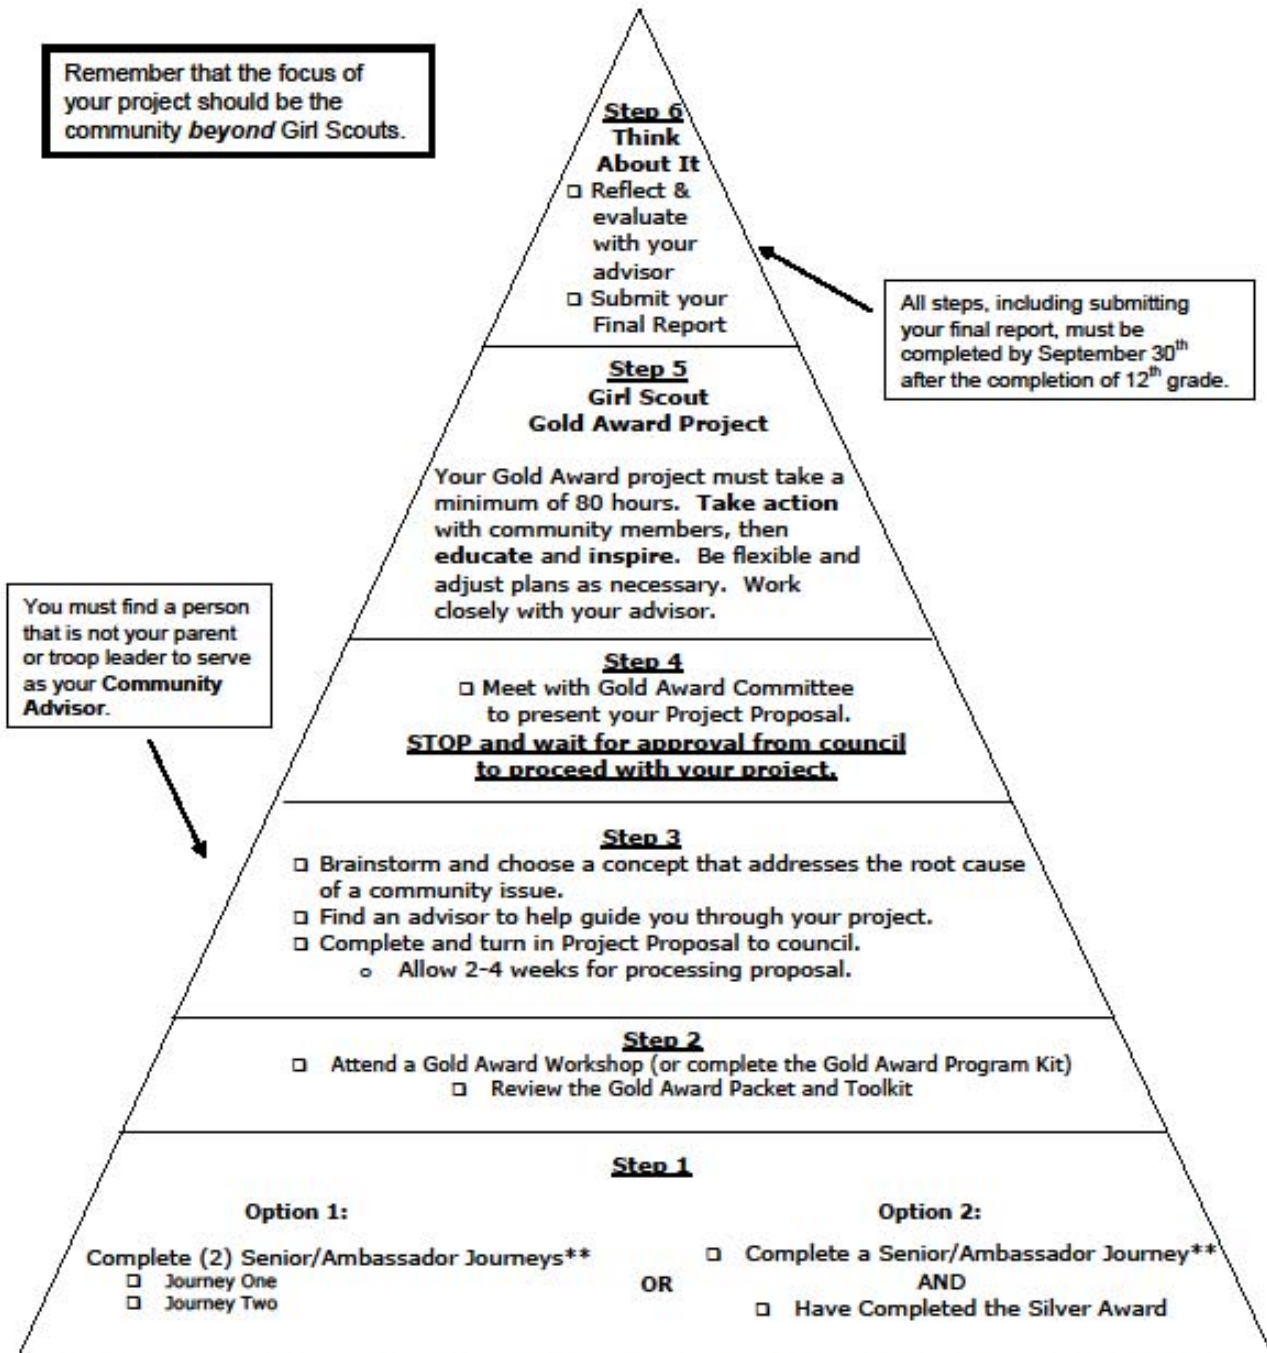 Remember that the focus of
your project should be the
community beyond Girl Scouts.
Step 6
Think
About It
❑ Reflect &
evaluate
with your
advisor
❑ Submit your
Final Report
All steps, including submitting
your final report, must be
completed by September 30th
after the completion of 12th grade.
Step 5
Girl Scout
Gold Award Project
Your Gold Award project must take a
minimum of 80 hours. Take action
with community members, then
educate and inspire. Be flexible and
adjust plans as necessary. Work
closely with your advisor.
You must find a person
that is not your parent
or troop leader to serve
as your Community
Advisor.
Step 4
❑ Meet with Gold Award Committee
to present your Project Proposal.
STOP and wait for approval from council
to proceed with your project.
Step 3
❑ Brainstorm and choose a concept that addresses the root cause
of a community issue.
❑ Find an advisor to help guide you through your project.
❑ Complete and turn in Project Proposal to council.
o Allow 2-4 weeks for processing proposal.
Step 2
❑ Attend a Gold Award Workshop (or complete the Gold Award Program Kit)
❑ Review the Gold Award Packet and Toolkit
Step 1
Option 1:
Complete (2) Senior/Ambassador Journeys**
❑ Journey One
❑ Journey Two
OR
Option 2:
❑ Complete a Senior/Ambassador Journey**
AND
❑ Have Completed the Silver Award